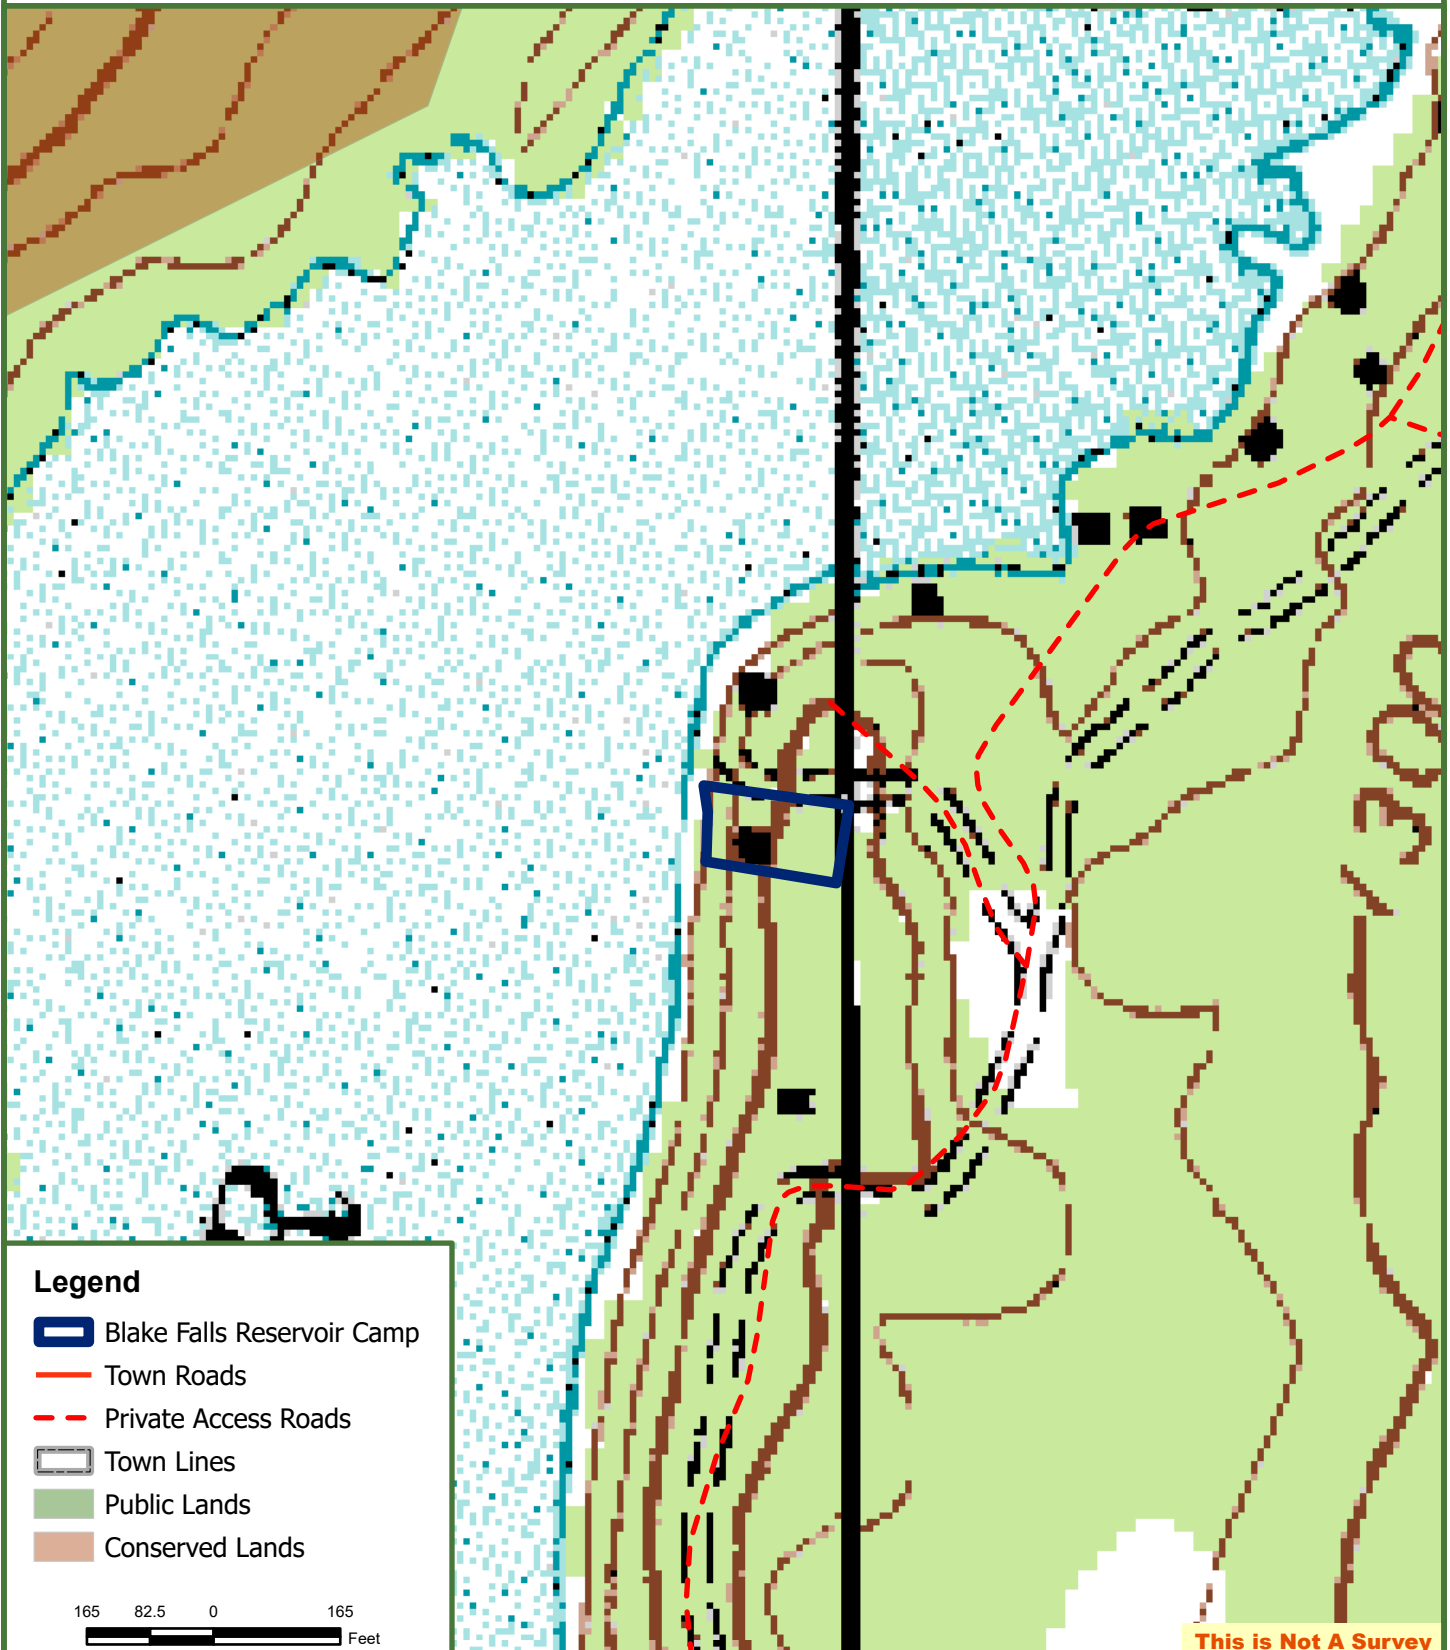 1300
Legend
Blake Falls Reservoir Camp
Town Roads
Private Access Roads
Town Lines
Public Lands
Conserved Lands
165 82.5 0 165
Feet
This is Not A Survey